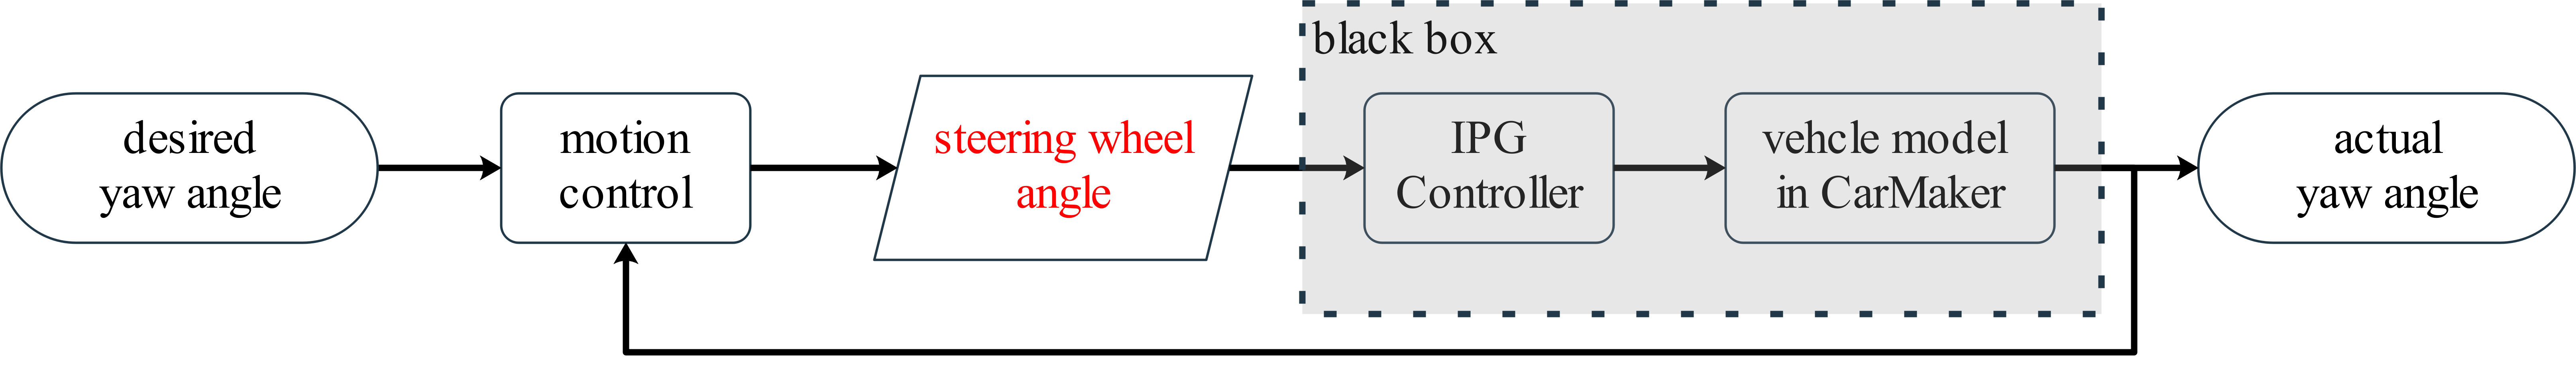 black box
desired
yaw angle
motion
control
steering wheel
angle
IPG
Controller
vehcle model
in CarMaker
actual
yaw angle